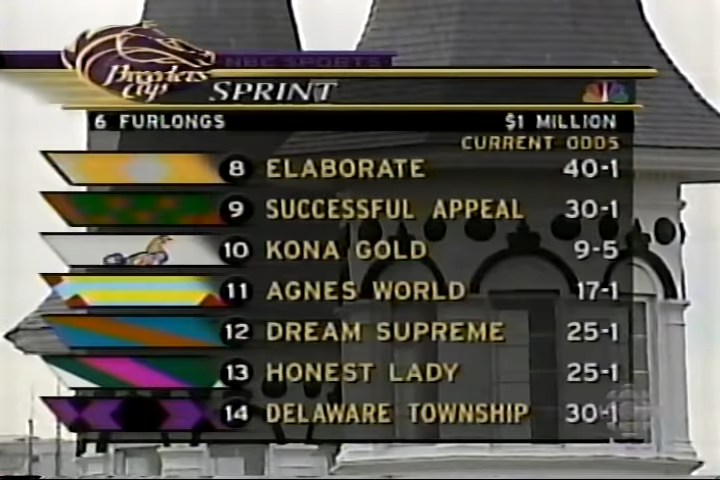 NBC SPORTS
Breeders' Cup
SPRINT
6 FURLONGS $1 MILLION
CURRENT ODDS
8 ELABORATE 40-1
9 SUCCESSFUL APPEAL 30-1
10 KONA GOLD 9-5
11 AGNES WORLD 17-1
12 DREAM SUPREME 25-1
13 HONEST LADY 25-1
14 DELAWARE TOWNSHIP 30-1